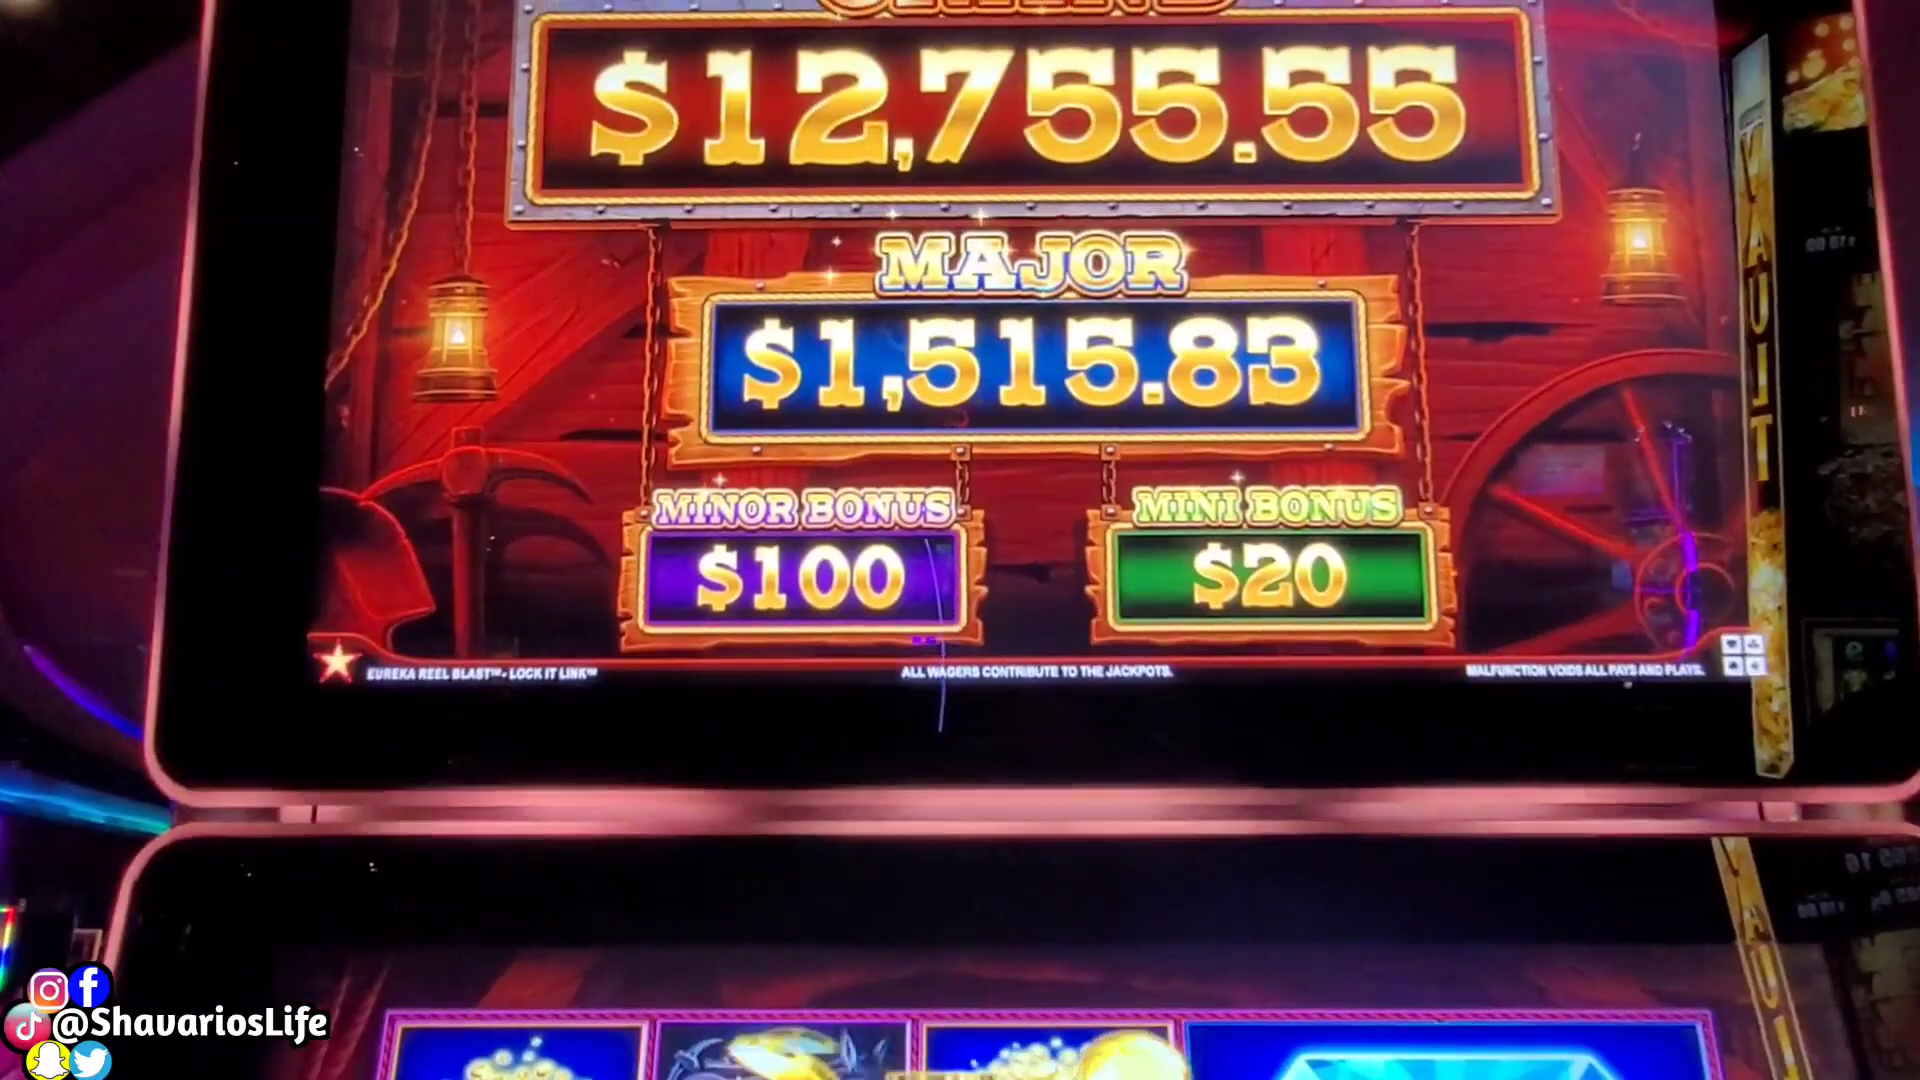 GRAND
$12,755.55
MAJOR
$1,515.83
MINOR BONUS
MINI BONUS
$100
$20
EUREKA REEL BLAST™ - LOCK IT LINK™
ALL WAGERS CONTRIBUTE TO THE JACKPOTS.
MALFUNCTION VOIDS ALL PAYS AND PLAYS.
VAULT
@ShavariosLife